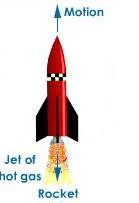 Motion
Jet of
hot gas
Rocket